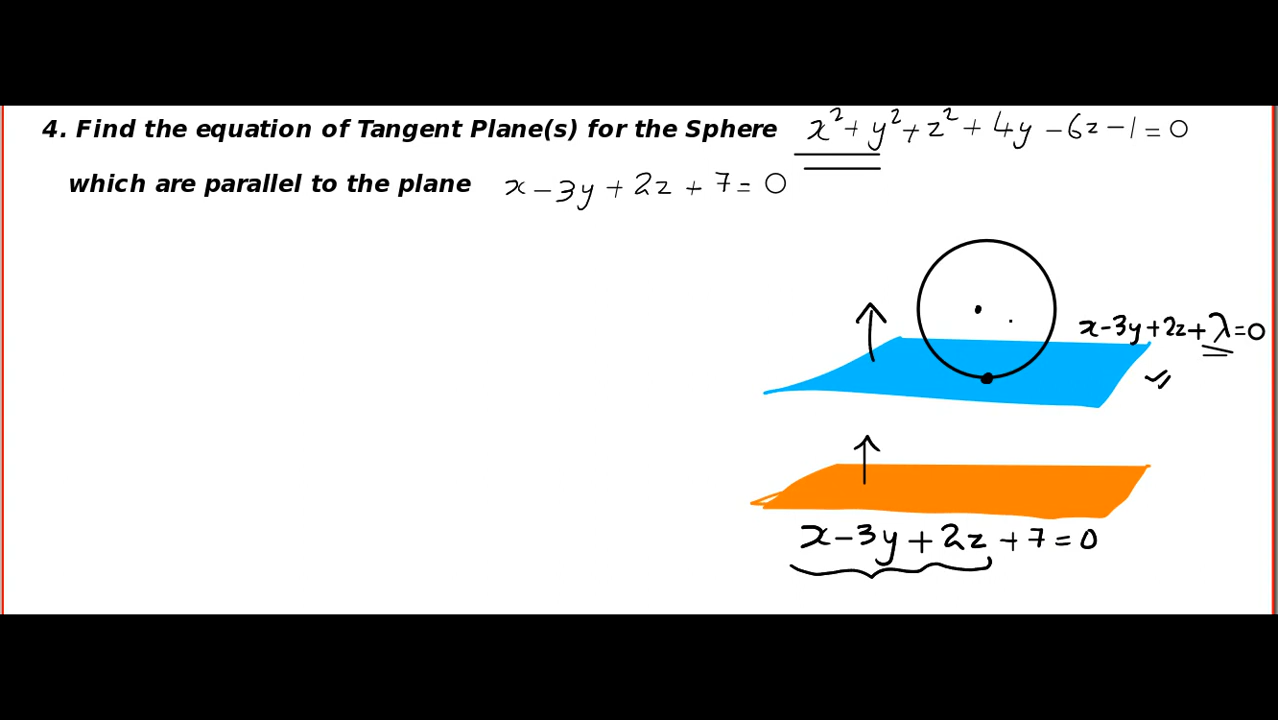 4. Find the equation of Tangent Plane(s) for the Sphere x² + y² + z² + 4y - 6z - 1 = 0
which are parallel to the plane x - 3y + 2z + 7 = 0
x - 3y + 2z + λ = 0
x - 3y + 2z + 7 = 0